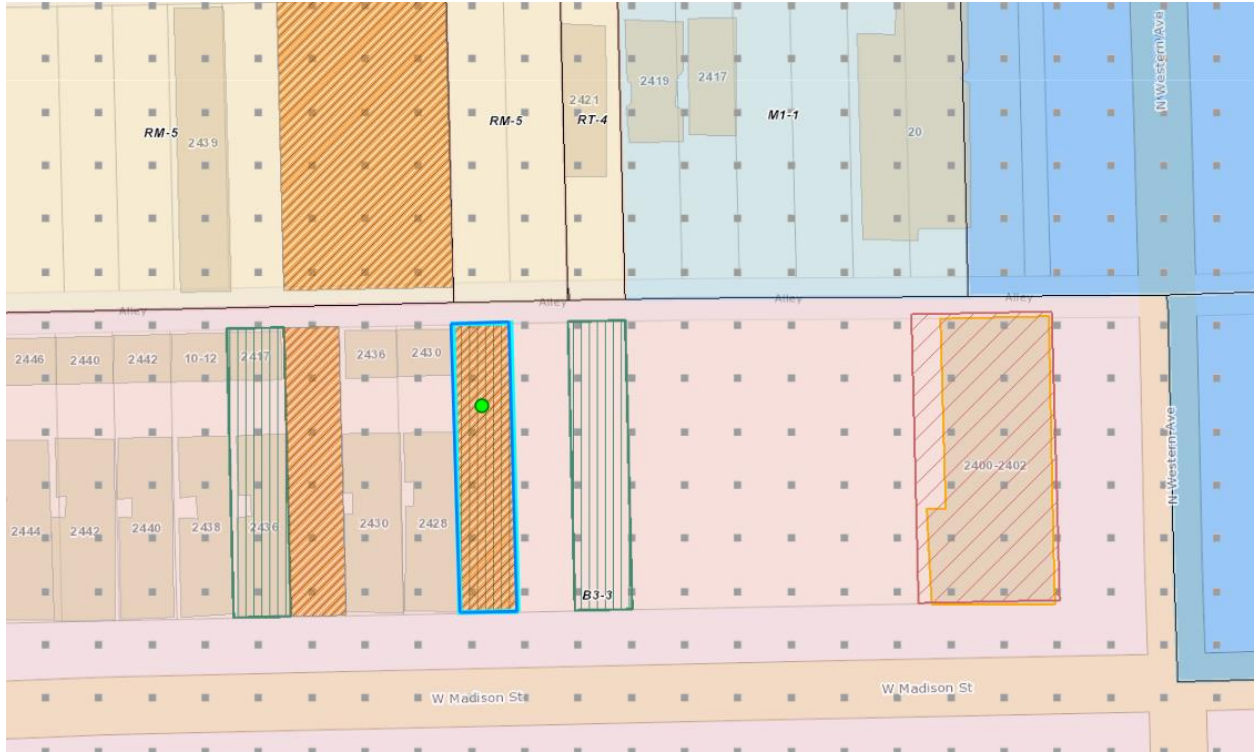 N Western Ave
2419
2417
2421
RM-5
RM-5
RT-4
M1-1
20
2439
Alley
Alley
Alley
Alley
2446
2440
2442
10-12
2417
2436
2430
N Western Ave
2400-2402
2444
2442
2440
2438
2436
2430
2428
B3-3
W Madison St
W Madison St